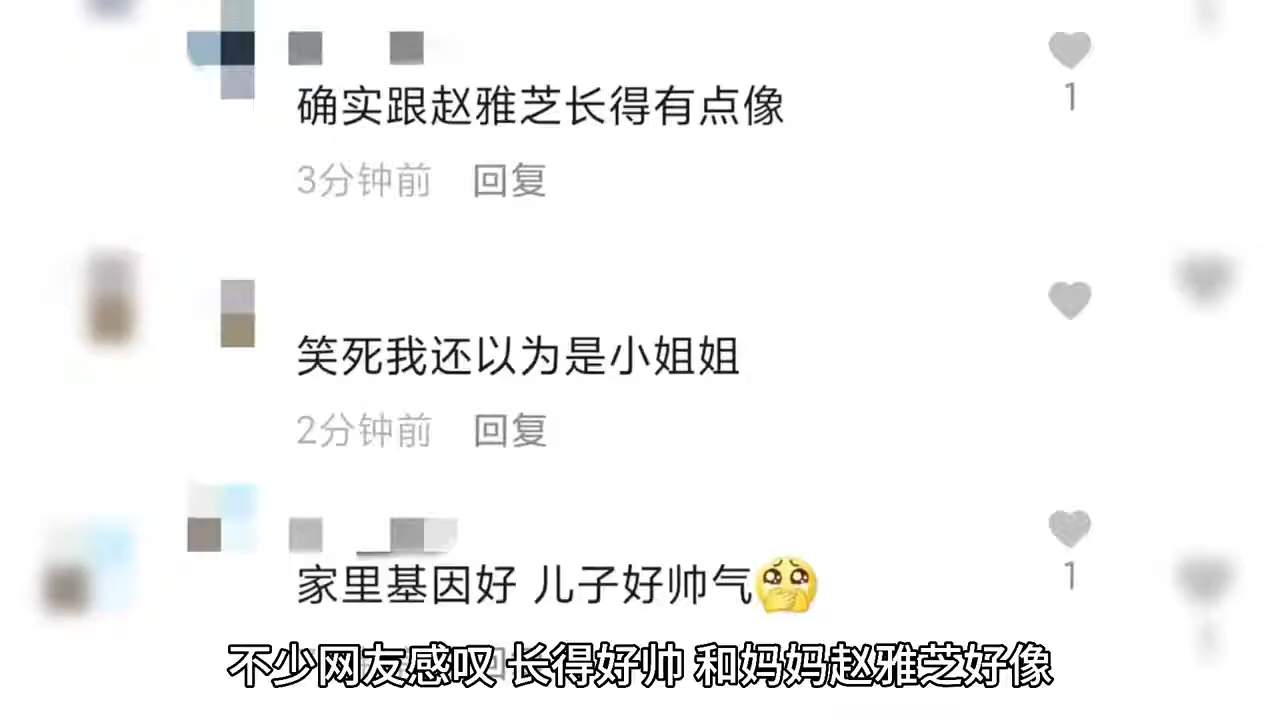 确实跟赵雅芝长得有点像
1
3分钟前 回复
笑死我还以为是小姐姐
2分钟前 回复
家里基因好 儿子好帅气🥹
1
不少网友感叹 长得好帅 和妈妈赵雅芝好像